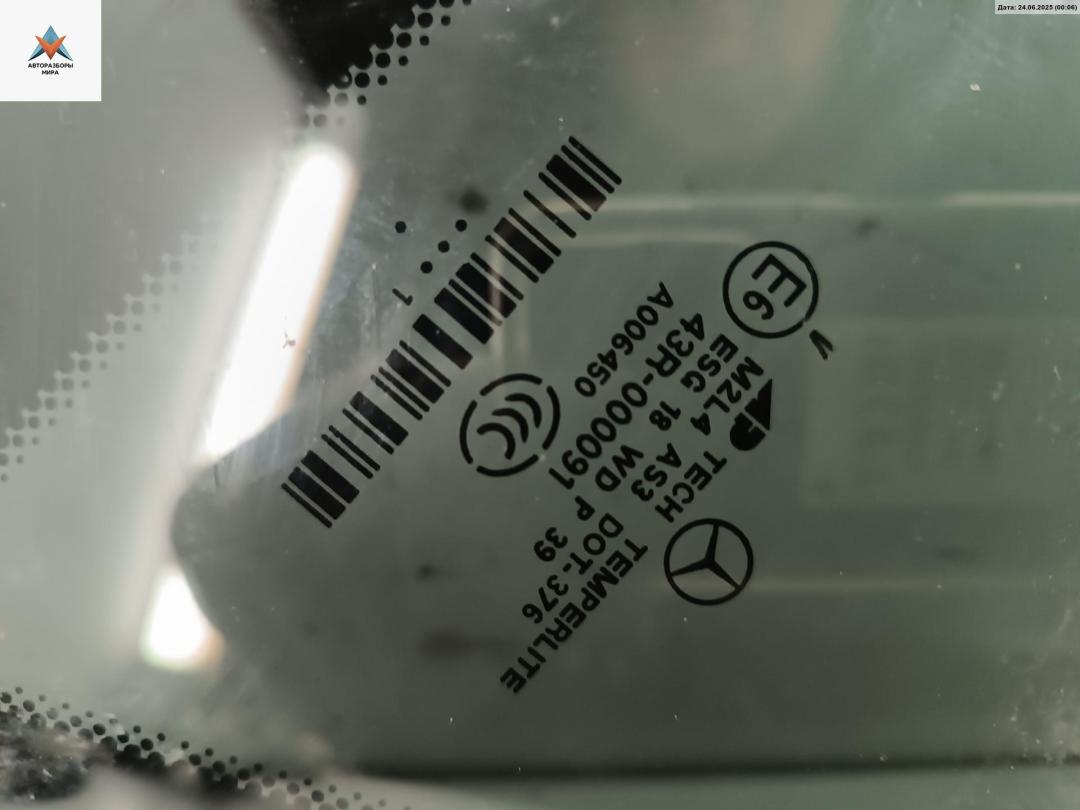 АВТОРАЗБОРЫ
МИРА
Дата: 24.06.2025 (00:06)
E6
V
TECH TEMPERLITE
M2L4 AS3 DOT-376
ESG 18 WD P 39
43R-000091
A006450
1